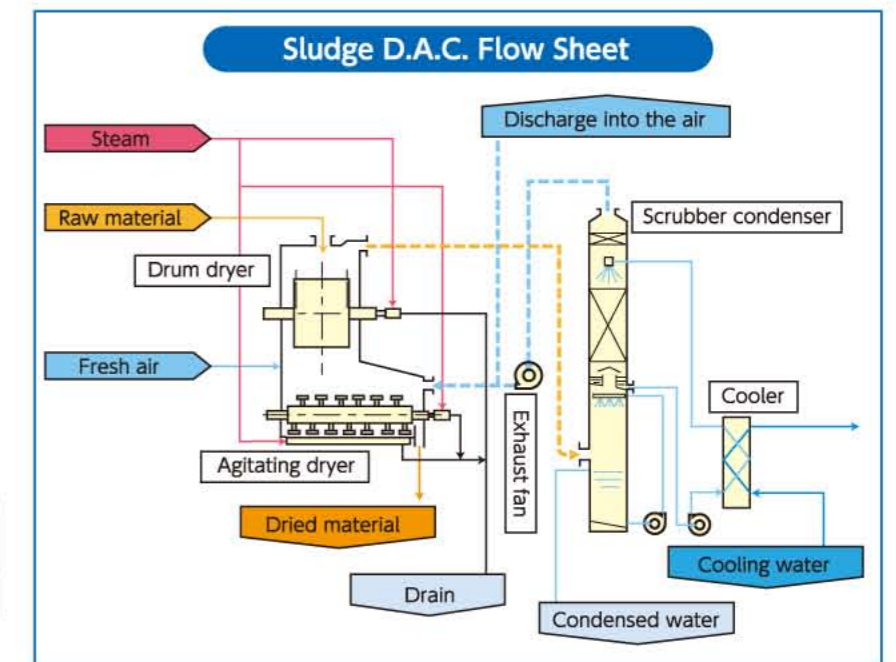 Sludge D.A.C. Flow Sheet
Discharge into the air
Steam
Raw material
Scrubber condenser
Drum dryer
Fresh air
Cooler
Exhaust fan
Agitating dryer
Dried material
Cooling water
Drain
Condensed water